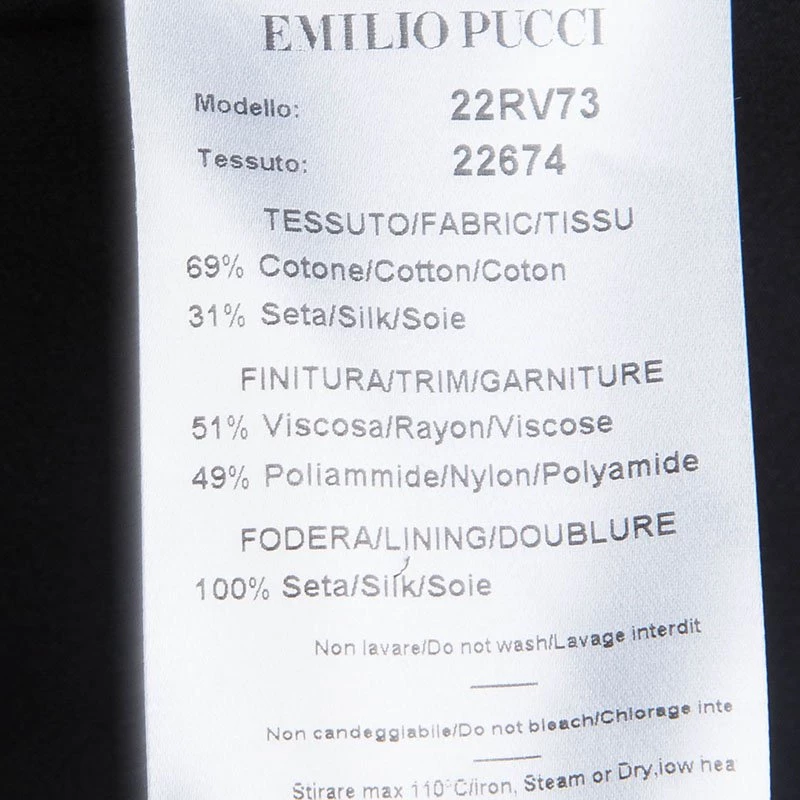 EMILIO PUCCI
Modello: 22RV73
Tessuto: 22674
TESSUTO/FABRIC/TISSU
69% Cotone/Cotton/Coton
31% Seta/Silk/Soie
FINITURA/TRIM/GARNITURE
51% Viscosa/Rayon/Viscose
49% Poliammide/Nylon/Polyamide
FODERA/LINING/DOUBLURE
100% Seta/Silk/Soie
Non lavare/Do not wash/Lavage interdit
Non candeggiabile/Do not bleach/Chlorage inte
Stirare max 110°C/iron, Steam or Dry,low hea